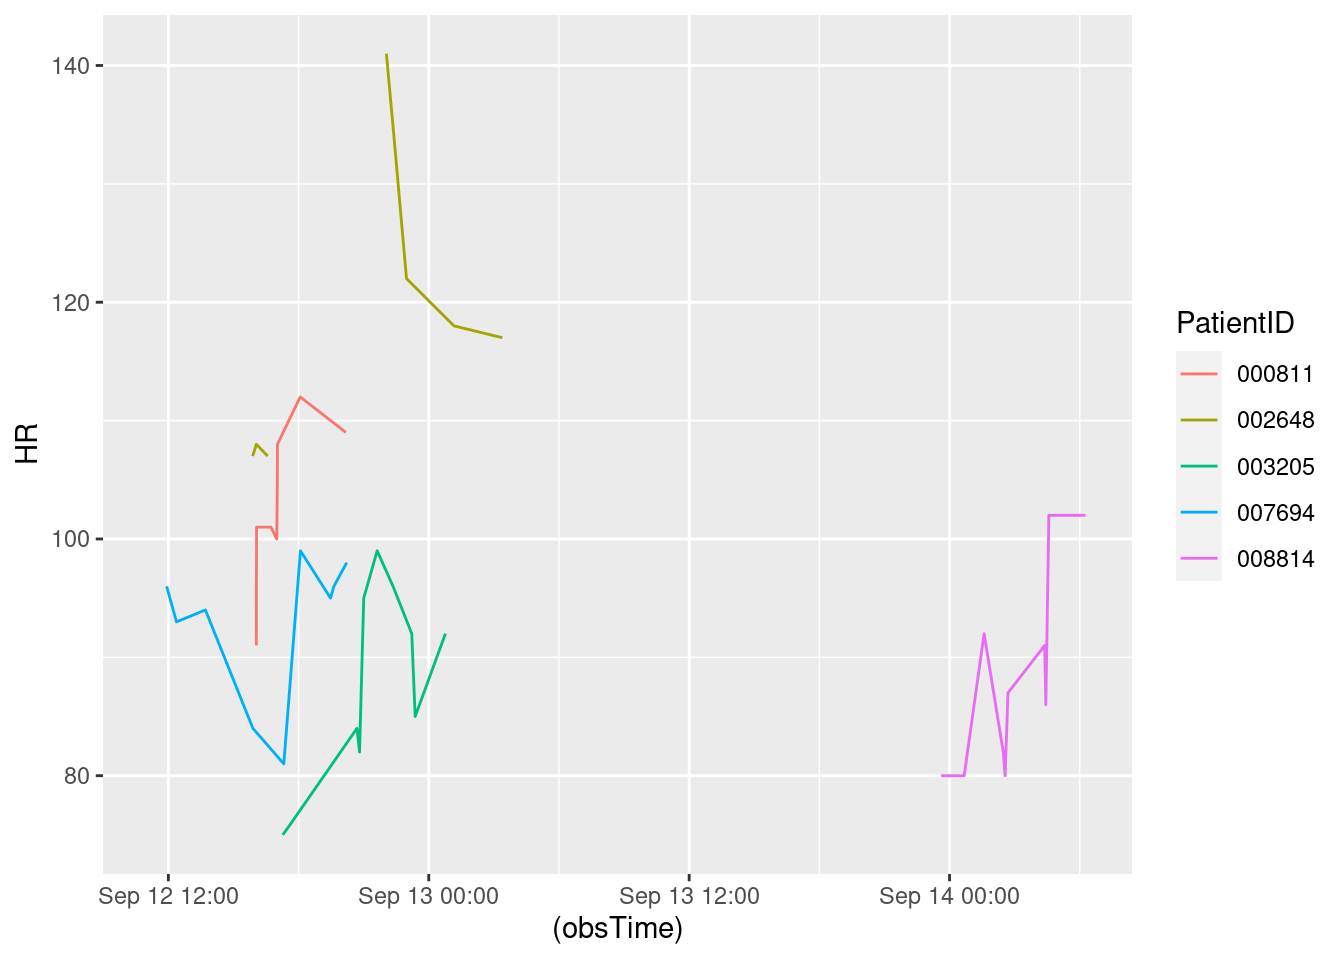 140
120
100
80
HR
Sep 12 12:00
Sep 13 00:00
Sep 13 12:00
Sep 14 00:00
(obsTime)
PatientID
000811
002648
003205
007694
008814